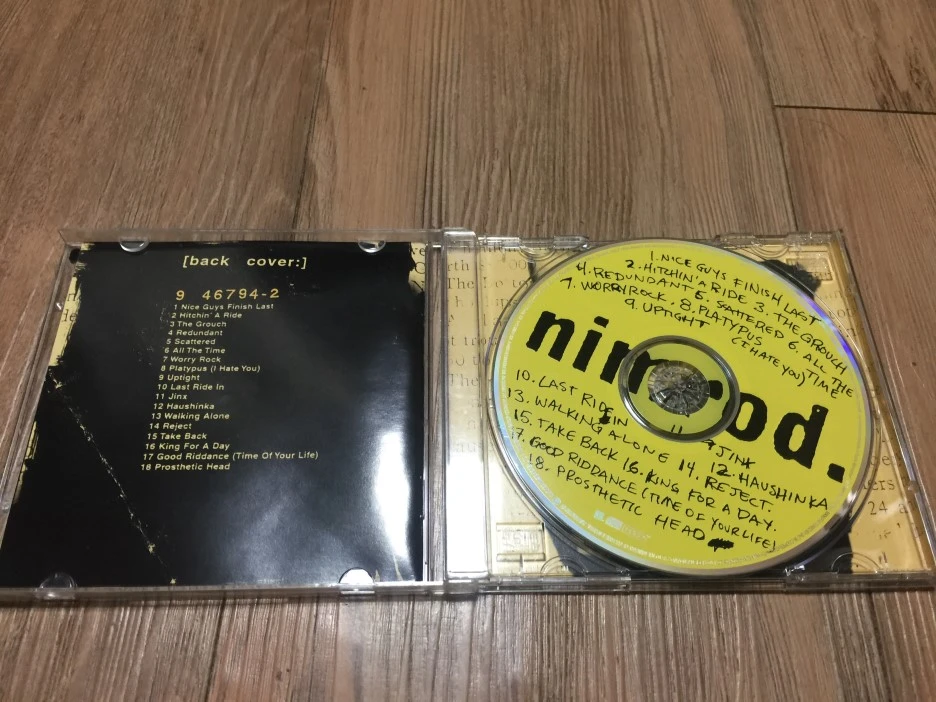 [back cover:]
9 46794-2
1 Nice Guys Finish Last
2 Hitchin' A Ride
3 The Grouch
4 Redundant
5 Scattered
6 All The Time
7 Worry Rock
8 Platypus (I Hate You)
9 Uptight
10 Last Ride In
11 Jinx
12 Haushinka
13 Walking Alone
14 Reject
15 Take Back
16 King For A Day
17 Good Riddance (Time Of Your Life)
18 Prosthetic Head
1. NICE GUYS FINISH LAST
2. HITCHIN' A RIDE 3. THE GROUCH
4. REDUNDANT 5. SCATTERED 6. ALL THE TIME
7. WORRY ROCK. 8. PLATYPUS (I HATE YOU)
9. UPTIGHT
nimrod.
10. LAST RIDE IN 11 JINX
13. WALKING ALONE 14. 12. HAUSHINKA
15. TAKE BACK 16. KING REJECT.
17. GOOD RIDDANCE (TIME FOR A DAY.
18. PROSTHETIC HEAD OF YOUR LIFE)